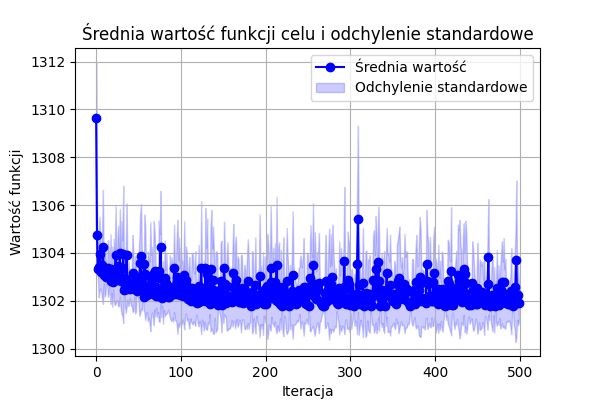 Średnia wartość funkcji celu i odchylenie standardowe
Średnia wartość
Odchylenie standardowe
Wartość funkcji
1312
1310
1308
1306
1304
1302
1300
0 100 200 300 400 500
Iteracja